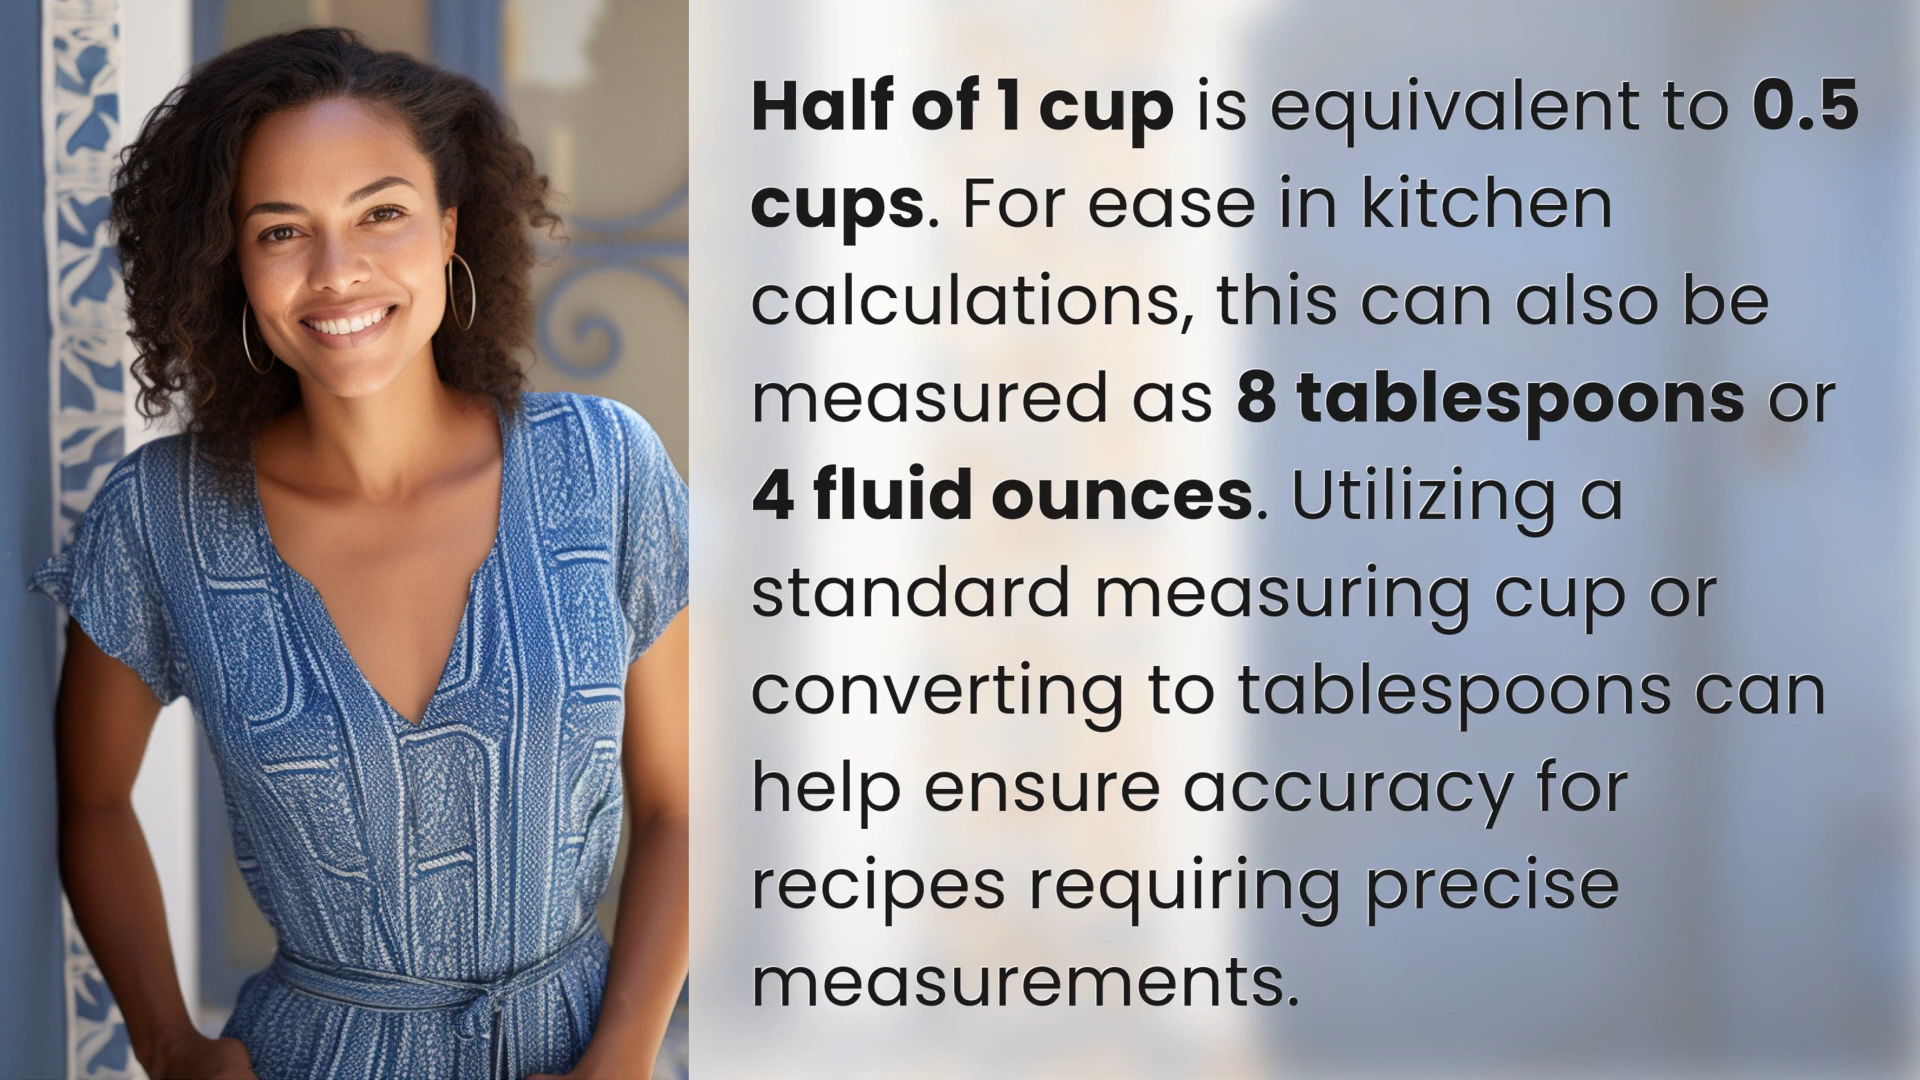 Half of 1 cup is equivalent to 0.5
cups. For ease in kitchen
calculations, this can also be
measured as 8 tablespoons or
4 fluid ounces. Utilizing a
standard measuring cup or
converting to tablespoons can
help ensure accuracy for
recipes requiring precise
measurements.